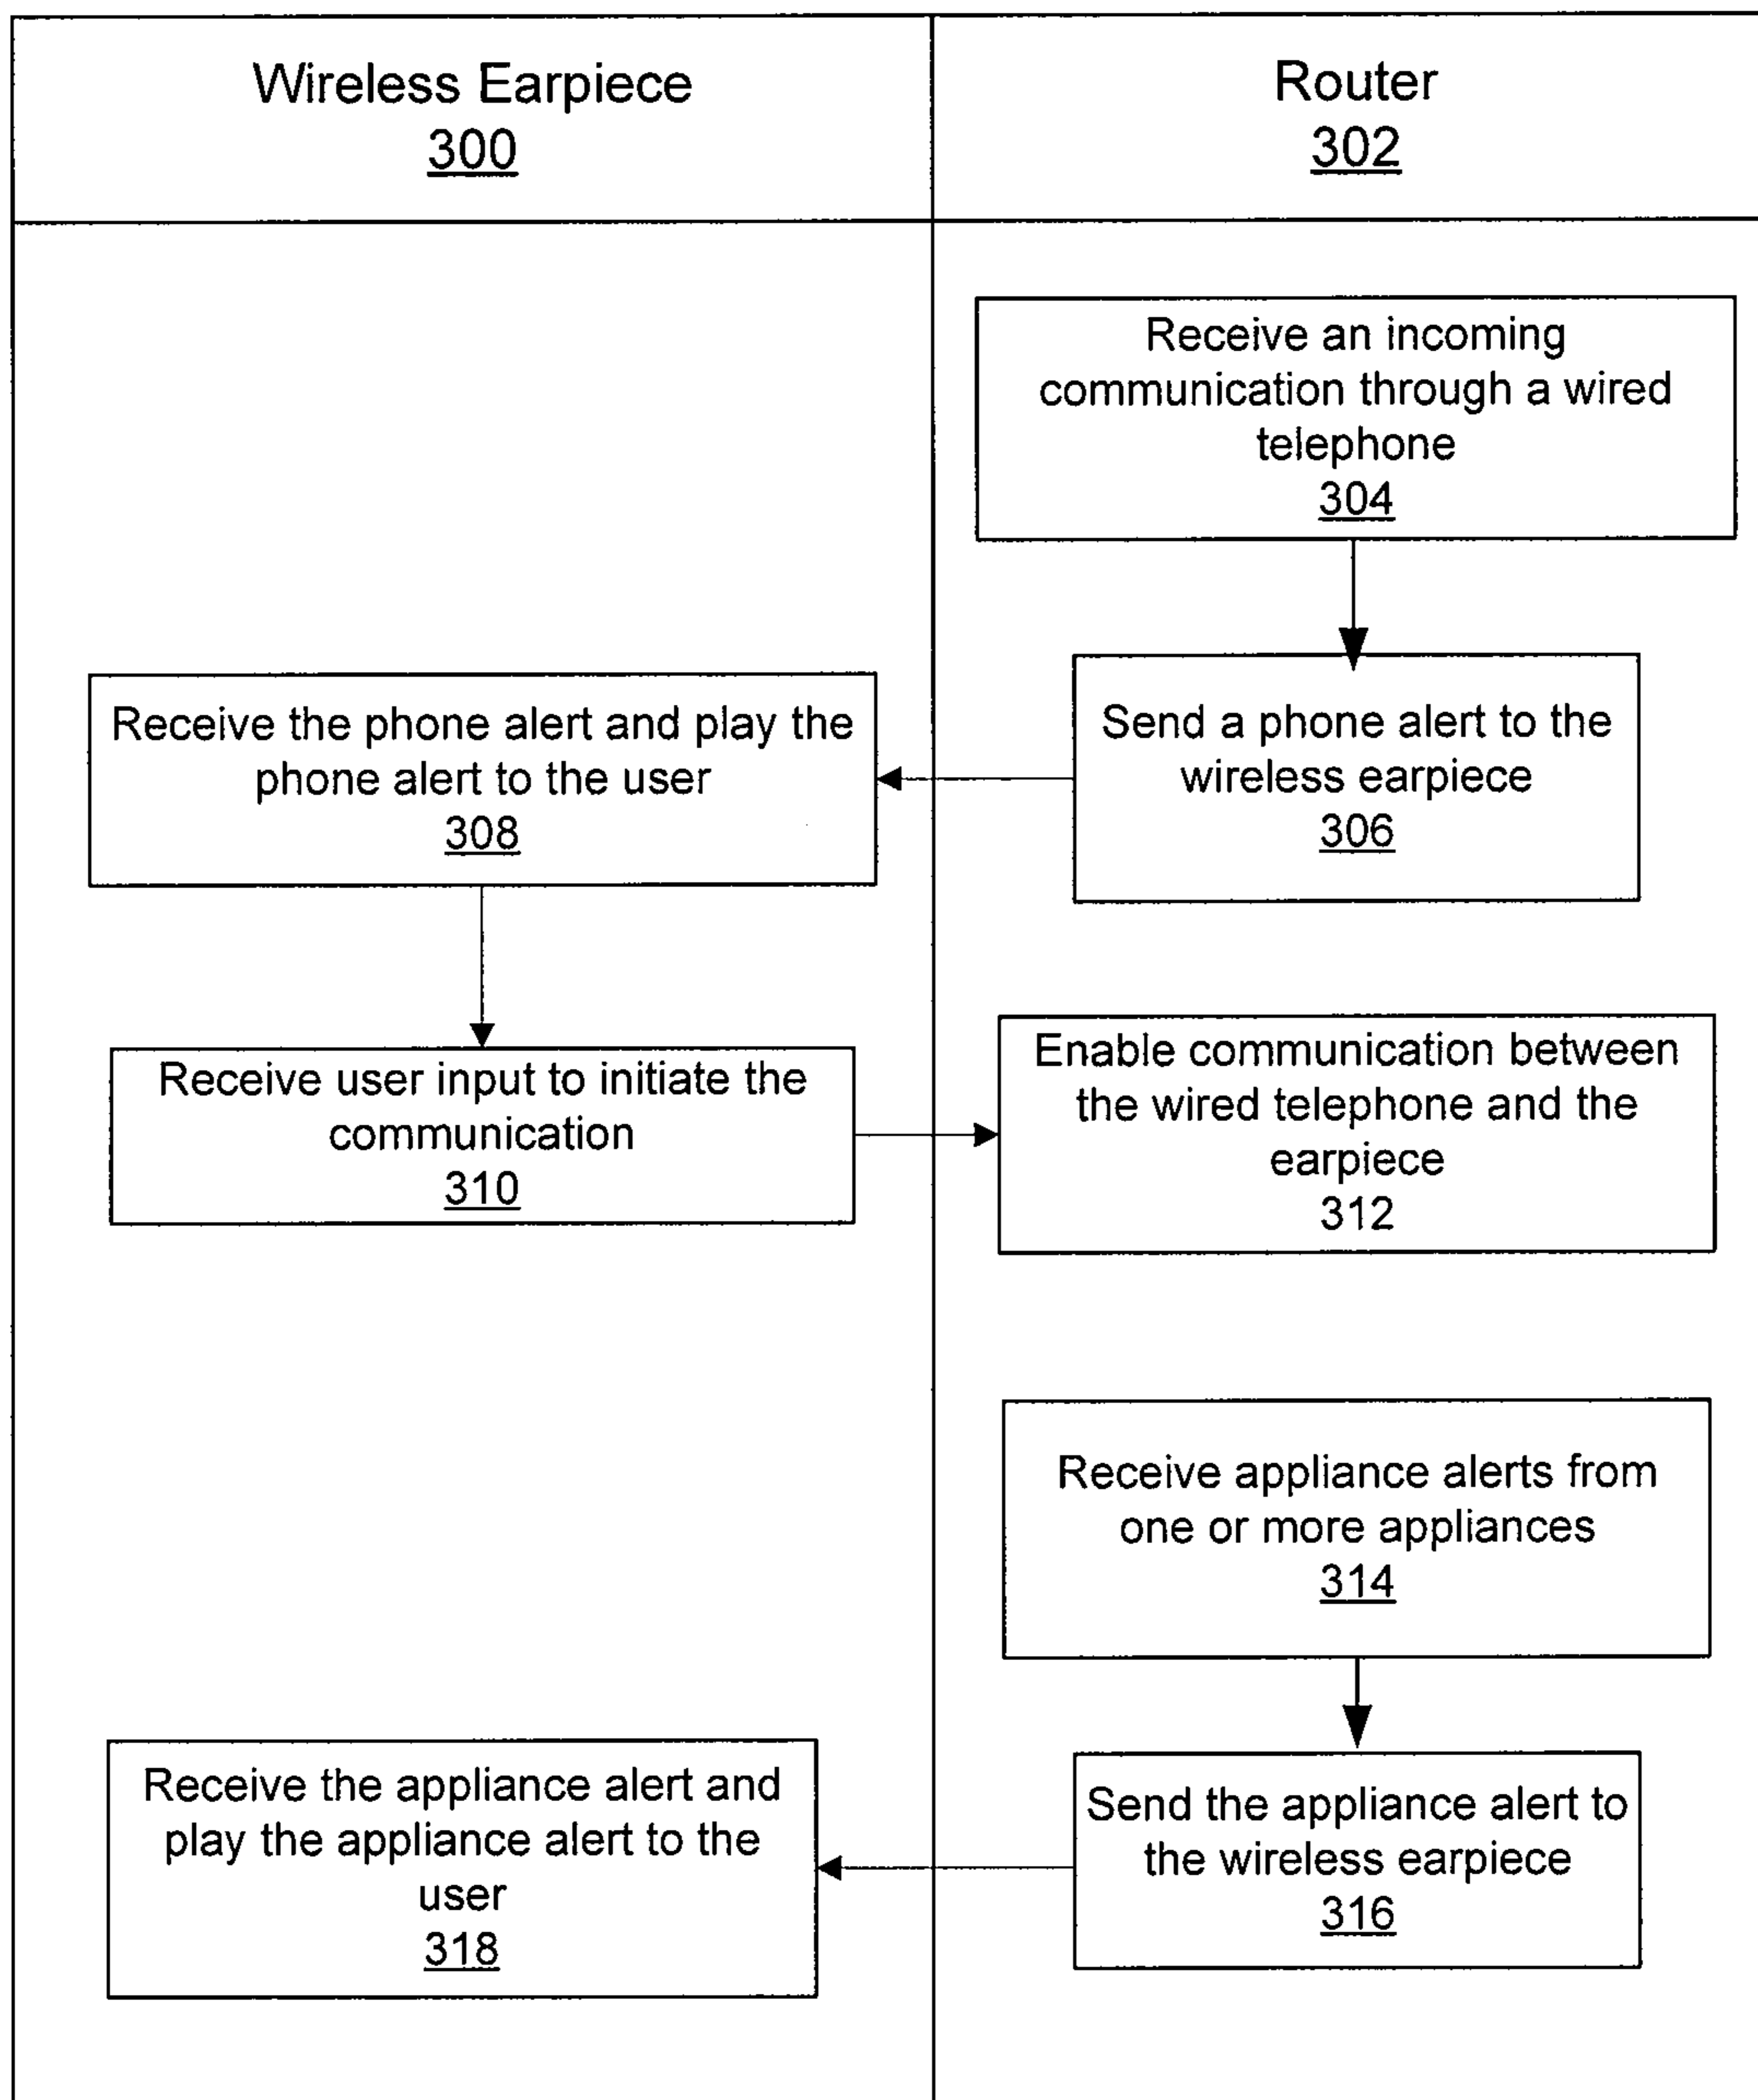 Wireless Earpiece
300
Router
302
Receive an incoming
communication through a wired
telephone
304
Send a phone alert to the
wireless earpiece
306
Receive the phone alert and play the
phone alert to the user
308
Receive user input to initiate the
communication
310
Enable communication between
the wired telephone and the
earpiece
312
Receive appliance alerts from
one or more appliances
314
Send the appliance alert to
the wireless earpiece
316
Receive the appliance alert and
play the appliance alert to the
user
318